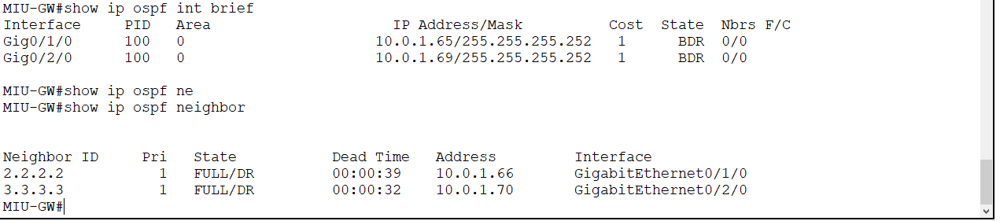 MIU-GW#show ip ospf int brief
Interface PID Area IP Address/Mask Cost State Nbrs F/C
Gig0/1/0 100 0 10.0.1.65/255.255.255.252 1 BDR 0/0
Gig0/2/0 100 0 10.0.1.69/255.255.255.252 1 BDR 0/0
MIU-GW#show ip ospf ne
MIU-GW#show ip ospf neighbor
Neighbor ID Pri State Dead Time Address Interface
2.2.2.2 1 FULL/DR 00:00:39 10.0.1.66 GigabitEthernet0/1/0
3.3.3.3 1 FULL/DR 00:00:32 10.0.1.70 GigabitEthernet0/2/0
MIU-GW#